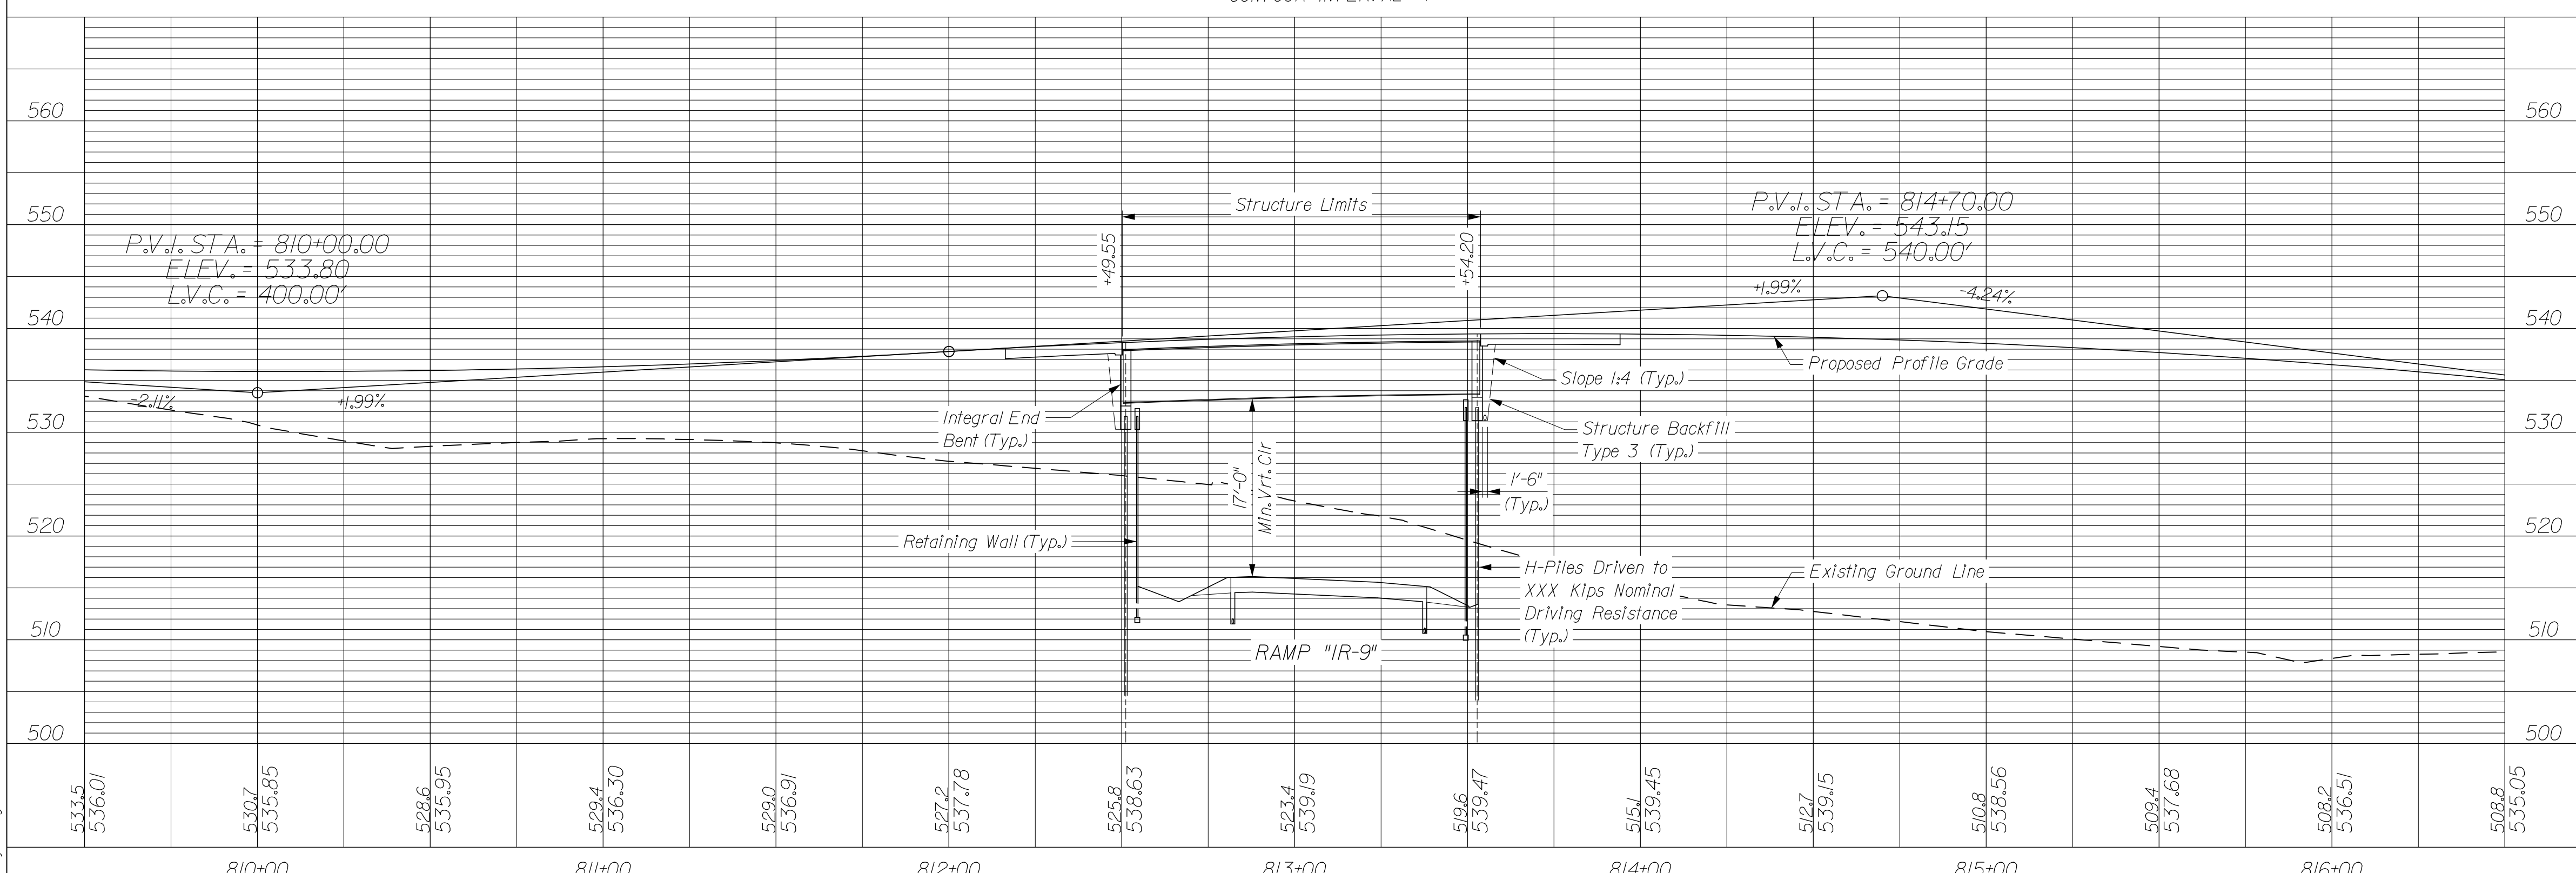 560
550
540
530
520
510
500
560
550
540
530
520
510
500
P.V.I. STA. = 810+00.00
ELEV. = 533.80
L.V.C. = 400.00'
-2.11%
+1.99%
Structure Limits
+49.55
+54.20
P.V.I. STA. = 814+70.00
ELEV. = 543.15
L.V.C. = 540.00'
+1.99%
-4.24%
Proposed Profile Grade
Slope 1:4 (Typ.)
Integral End
Bent (Typ.)
Structure Backfill
Type 3 (Typ.)
17'-0"
Min. Vrt. Clr
1'-6"
(Typ.)
Retaining Wall (Typ.)
H-Piles Driven to
XXX Kips Nominal
Driving Resistance
(Typ.)
Existing Ground Line
RAMP "IR-9"
533.5
536.01
530.7
535.85
528.6
535.95
529.4
536.30
529.0
536.91
527.2
537.78
525.8
538.63
523.4
539.19
519.6
539.47
515.1
539.45
512.7
539.15
510.8
538.56
509.4
537.68
508.2
536.51
508.8
535.05
810+00
811+00
812+00
813+00
814+00
815+00
816+00